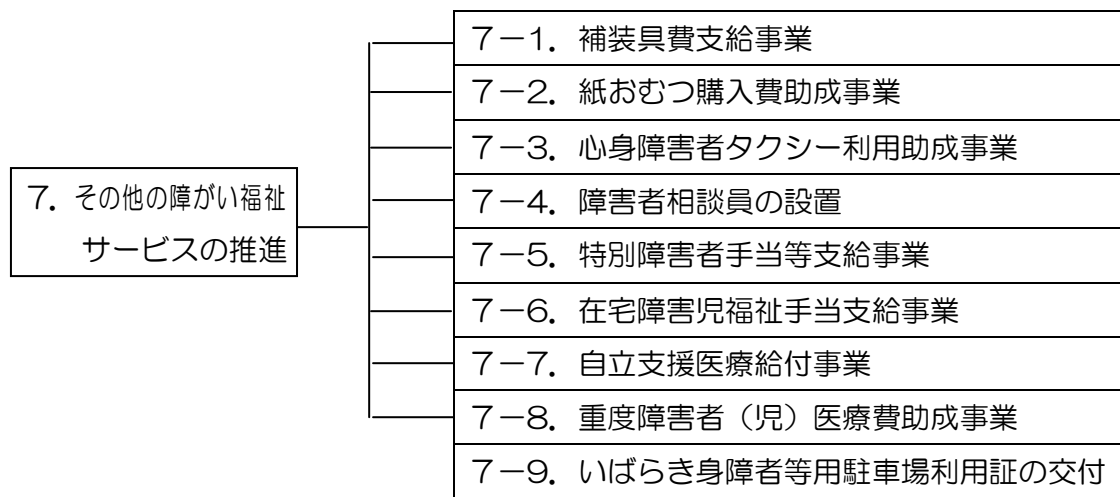 7. その他の障がい福祉
サービスの推進
7-1. 補装具費支給事業
7-2. 紙おむつ購入費助成事業
7-3. 心身障害者タクシー利用助成事業
7-4. 障害者相談員の設置
7-5. 特別障害者手当等支給事業
7-6. 在宅障害児福祉手当支給事業
7-7. 自立支援医療給付事業
7-8. 重度障害者(児)医療費助成事業
7-9. いばらき身障者等用駐車場利用証の交付